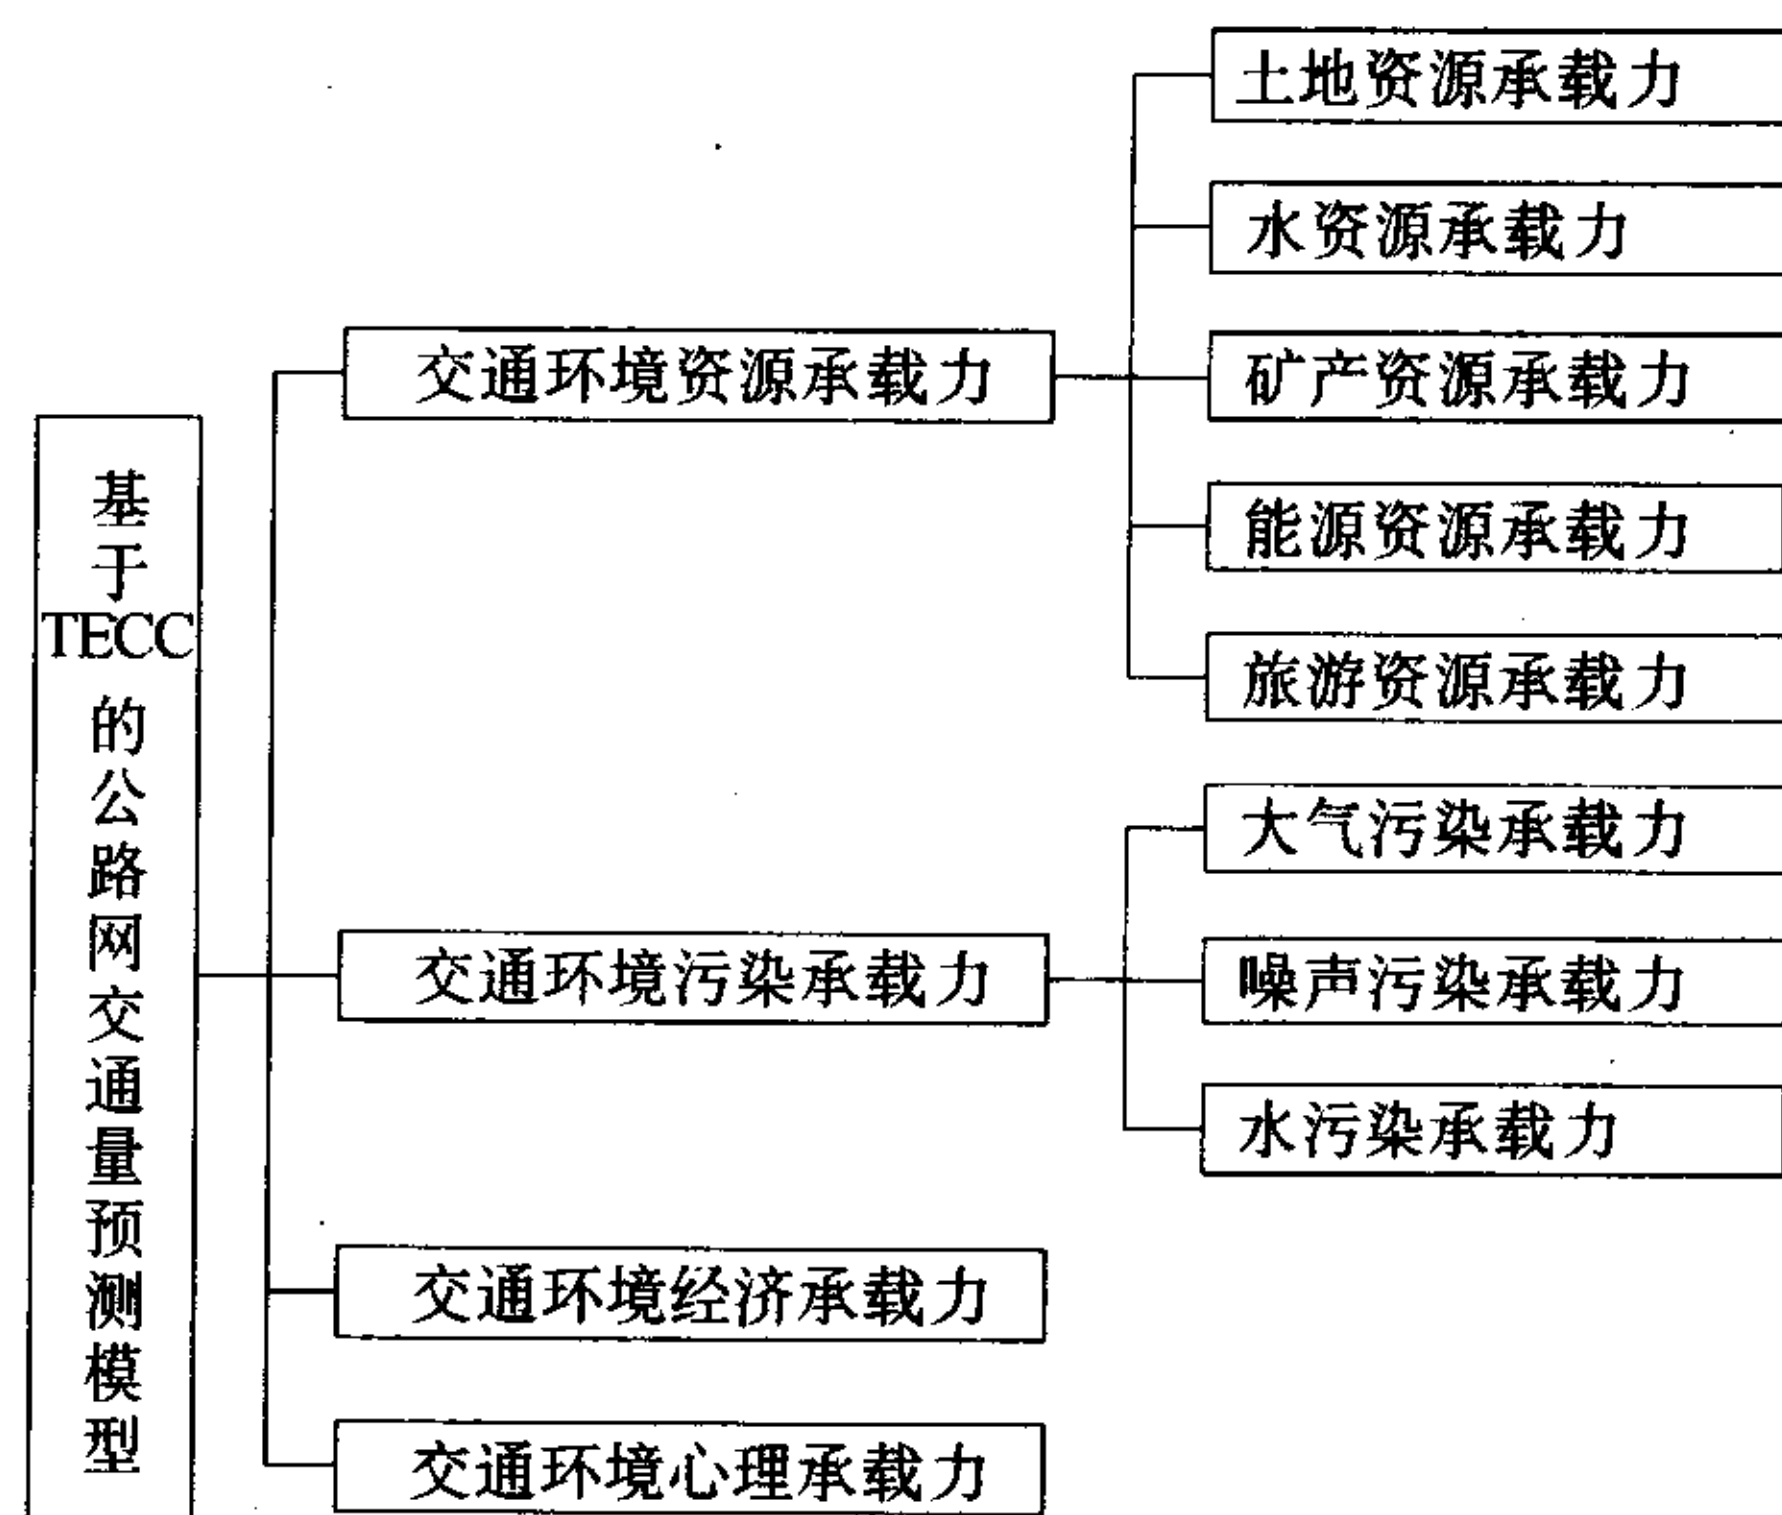 基于TECC的公路网交通量预测模型
交通环境资源承载力
土地资源承载力
水资源承载力
矿产资源承载力
能源资源承载力
旅游资源承载力
交通环境污染承载力
大气污染承载力
噪声污染承载力
水污染承载力
交通环境经济承载力
交通环境心理承载力